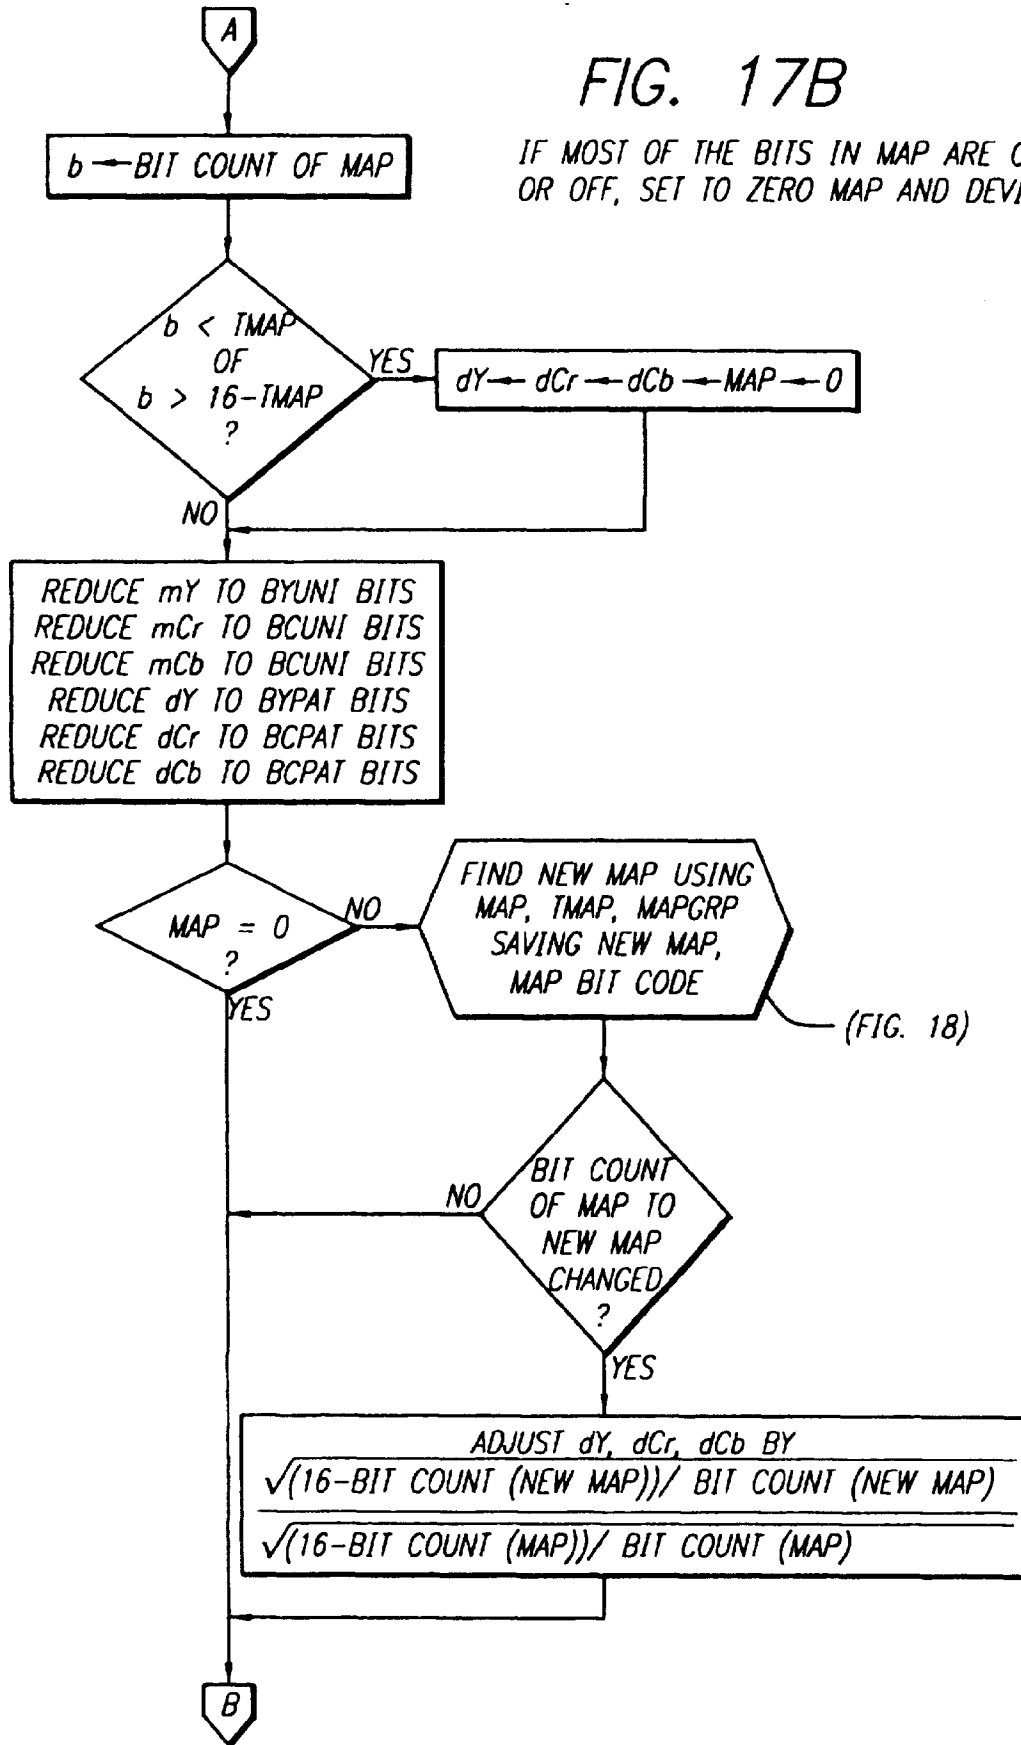 A
FIG. 17B
b ← BIT COUNT OF MAP
IF MOST OF THE BITS IN MAP ARE
OR OFF, SET TO ZERO MAP AND
b < TMAP
OF
b > 16-TMAP
?
YES
dY ← dCr ← dCb ← MAP ← 0
NO
REDUCE mY TO BYUNI BITS
REDUCE mCr TO BCUNI BITS
REDUCE mCb TO BCUNI BITS
REDUCE dY TO BYPAT BITS
REDUCE dCr TO BCPAT BITS
REDUCE dCb TO BCPAT BITS
MAP = 0
?
NO
YES
FIND NEW MAP USING
MAP, TMAP, MAPGRP
SAVING NEW MAP,
MAP BIT CODE
(FIG. 18)
BIT COUNT
OF MAP TO
NEW MAP
CHANGED
?
NO
YES
ADJUST dY, dCr, dCb BY
√(16-BIT COUNT (NEW MAP))/ BIT COUNT (NEW MAP)
√(16-BIT COUNT (MAP))/ BIT COUNT (MAP)
B